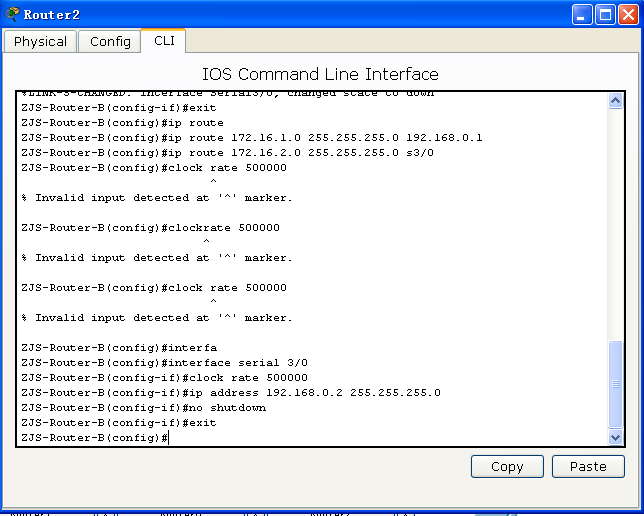 Router2
Physical Config CLI
IOS Command Line Interface
%LINK-5-CHANGED: Interface Serial3/0, changed state to down
ZJS-Router-B(config-if)#exit
ZJS-Router-B(config)#ip route
ZJS-Router-B(config)#ip route 172.16.1.0 255.255.255.0 192.168.0.1
ZJS-Router-B(config)#ip route 172.16.2.0 255.255.255.0 s3/0
ZJS-Router-B(config)#clock rate 500000
^
% Invalid input detected at '^' marker.
ZJS-Router-B(config)#clockrate 500000
^
% Invalid input detected at '^' marker.
ZJS-Router-B(config)#clock rate 500000
^
% Invalid input detected at '^' marker.
ZJS-Router-B(config)#interfa
ZJS-Router-B(config)#interface serial 3/0
ZJS-Router-B(config-if)#clock rate 500000
ZJS-Router-B(config-if)#ip address 192.168.0.2 255.255.255.0
ZJS-Router-B(config-if)#no shutdown
ZJS-Router-B(config-if)#exit
ZJS-Router-B(config)#
Copy Paste